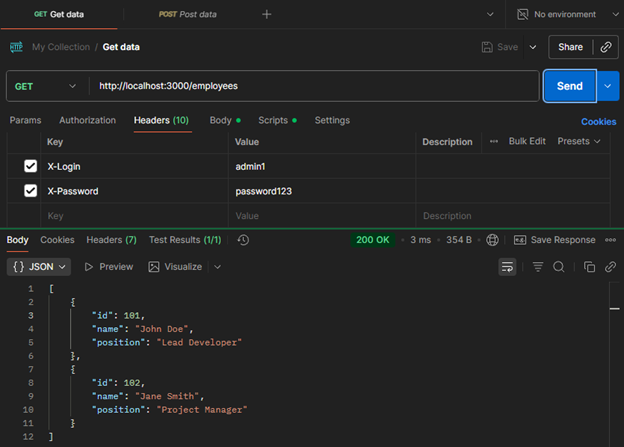 GET Get data POST Post data + No environment
HTTP My Collection / Get data Save Share
GET http://localhost:3000/employees Send
Params Authorization Headers (10) Body Scripts Settings Cookies
Key Value Description Bulk Edit Presets
X-Login admin1
X-Password password123
Key Value Description
Body Cookies Headers (7) Test Results (1/1) 200 OK • 3 ms • 354 B • Save Response
{} JSON Preview Visualize
1 [
2 {
3 "id": 101,
4 "name": "John Doe",
5 "position": "Lead Developer"
6 },
7 {
8 "id": 102,
9 "name": "Jane Smith",
10 "position": "Project Manager"
11 }
12 ]